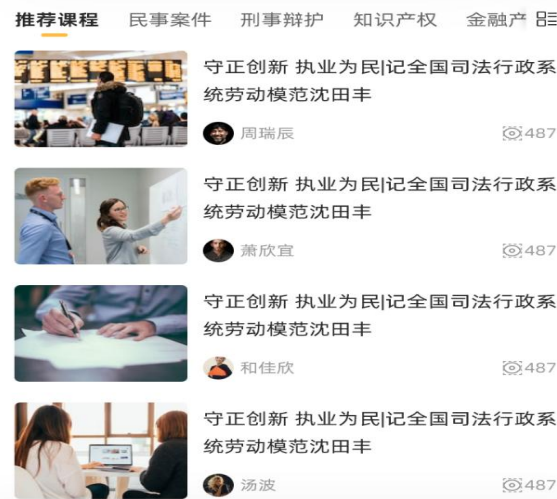 推荐课程 民事案件 刑事辩护 知识产权 金融产
守正创新 执业为民|记全国司法行政系
统劳动模范沈田丰
周瑞辰 487
守正创新 执业为民|记全国司法行政系
统劳动模范沈田丰
萧欣宜 487
守正创新 执业为民|记全国司法行政系
统劳动模范沈田丰
和佳欣 487
守正创新 执业为民|记全国司法行政系
统劳动模范沈田丰
汤波 487